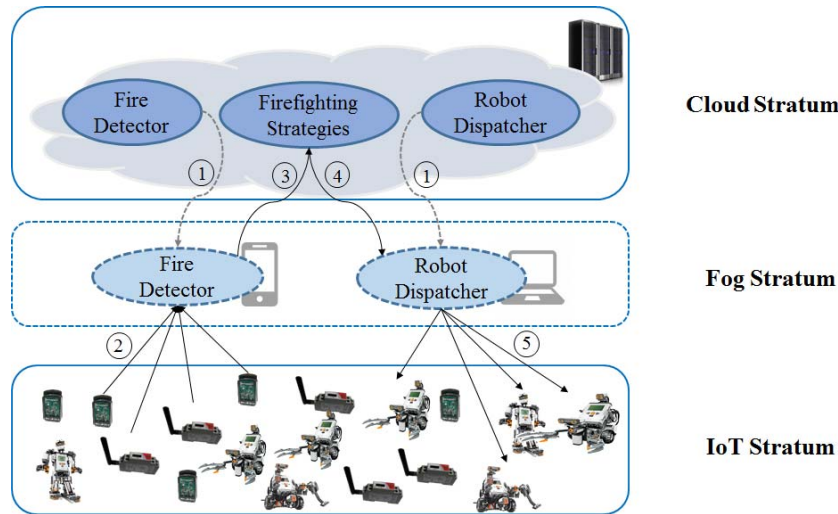 Fire
Detector
Firefighting
Strategies
Robot
Dispatcher
Cloud Stratum
1
3
4
1
Fire
Detector
Robot
Dispatcher
Fog Stratum
2
5
IoT Stratum